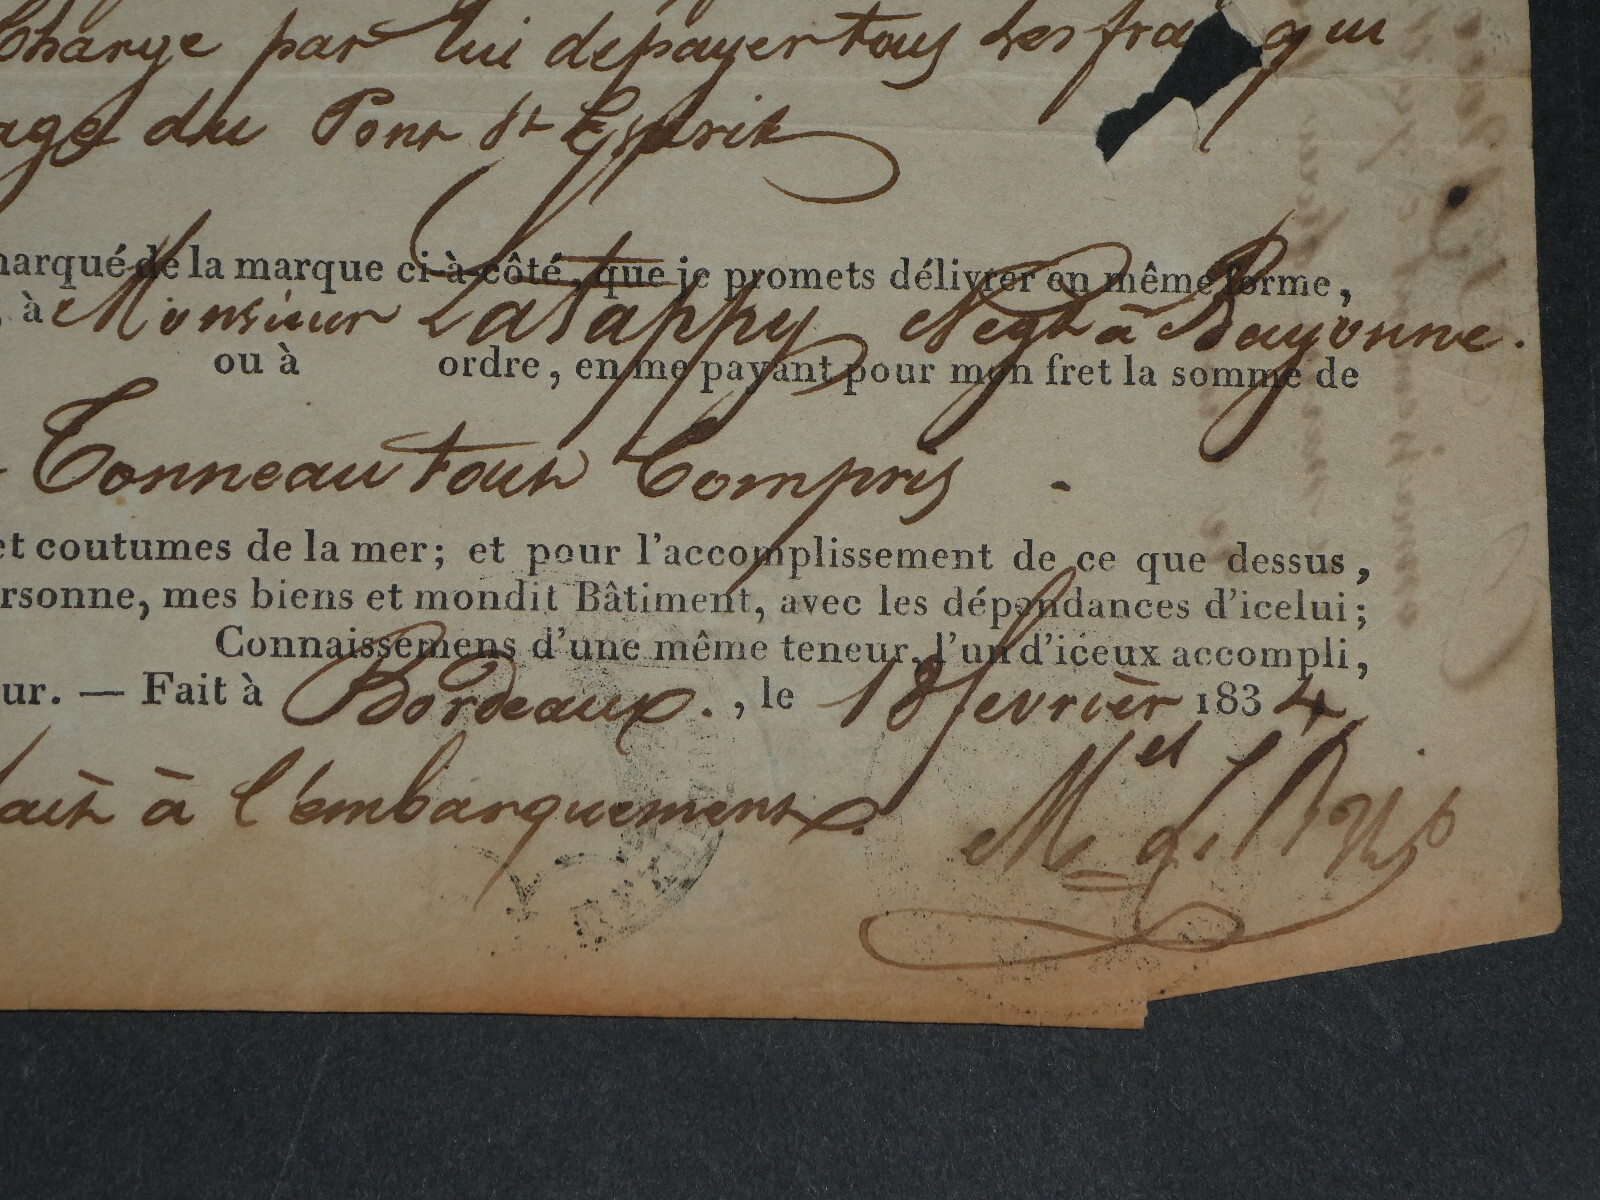 Charge par lui depayer tous les frais qui
age du Pont St Esprit
marqué de la marque ci-à-côté, que je promets délivrer en même forme,
, à Monsieur Latappy Negt à Bayonne.
ou à ordre, en me payant pour mon fret la somme de
Tonneau tout Compris
et coutumes de la mer; et pour l'accomplissement de ce que dessus,
rsonne, mes biens et mondit Bâtiment, avec les dépendances d'icelui;
Connaissemens d'une même teneur, l'un d'iceux accompli,
ur. — Fait à Bordeaux., le 18 fevrièr 1834
fait à l'embarquement